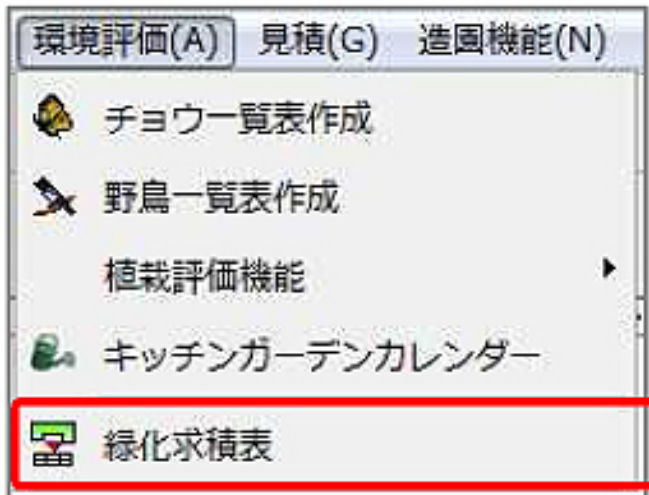 環境評価(A) 見積(G) 造園機能(N)
チョウ一覧表作成
野鳥一覧表作成
植栽評価機能
キッチンガーデンカレンダー
緑化求積表